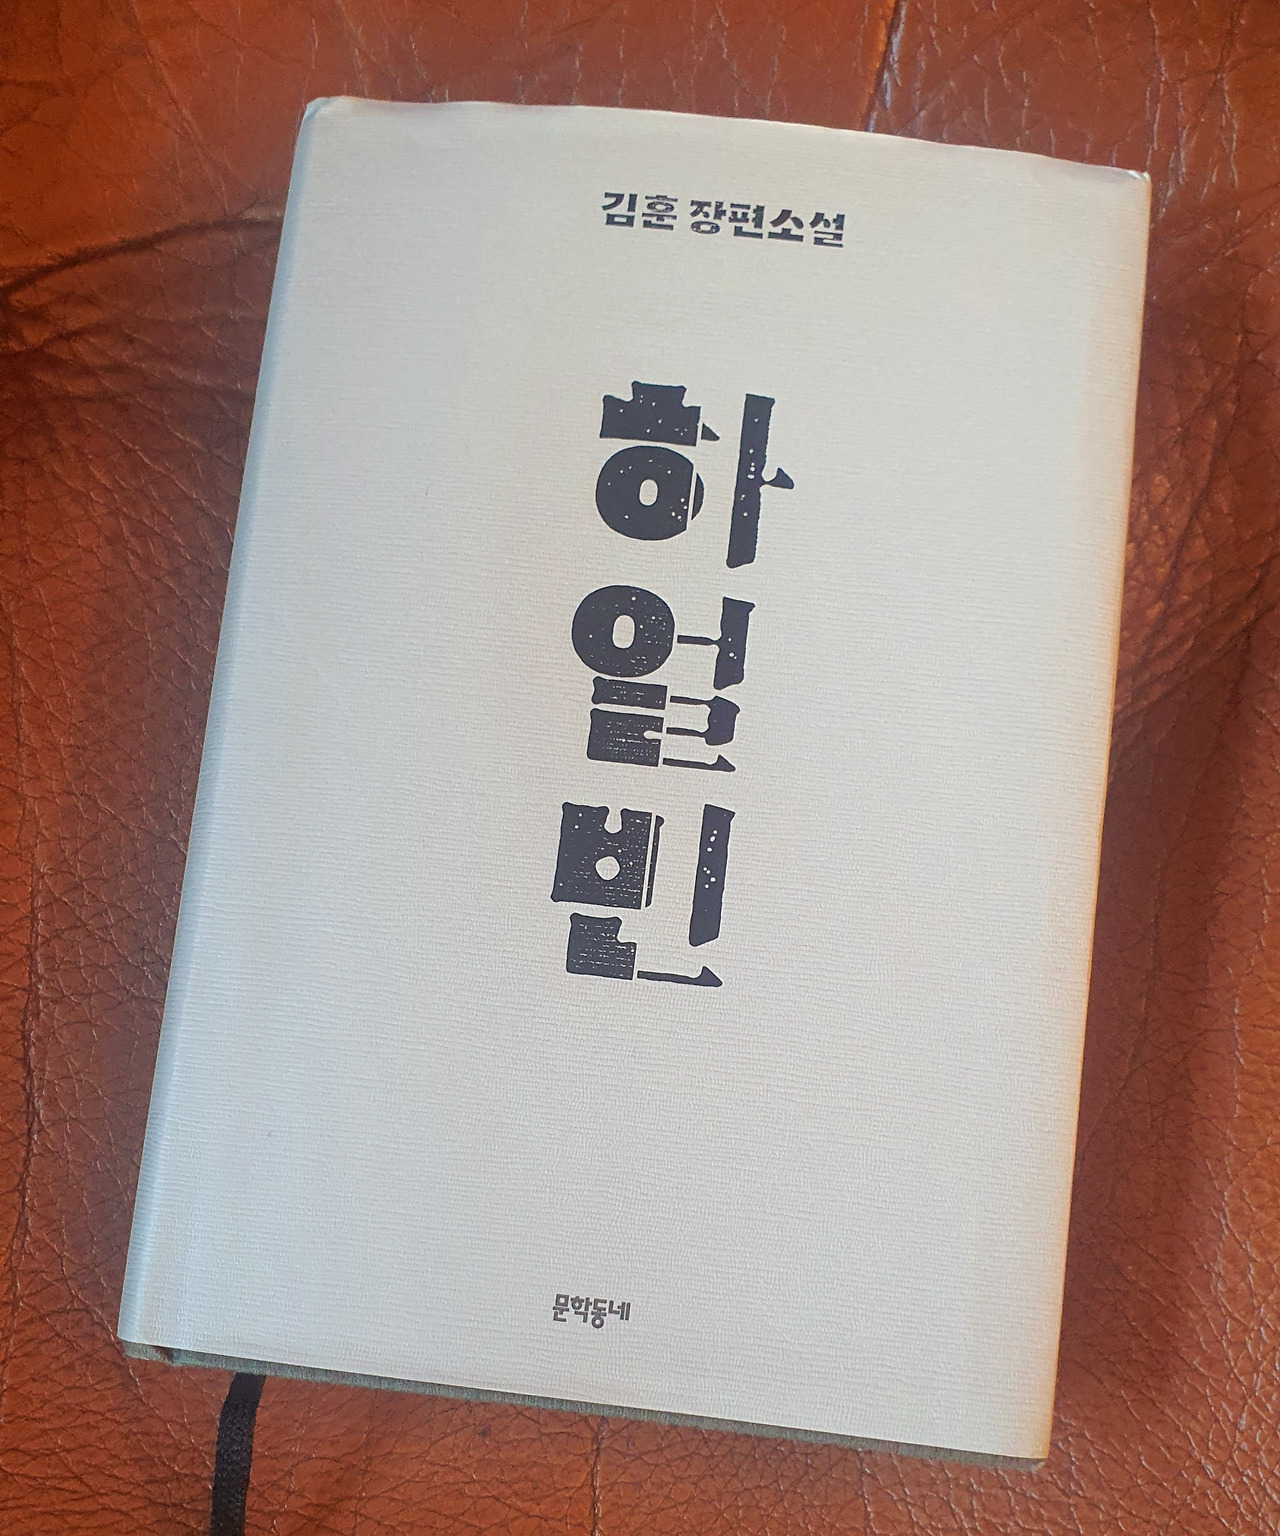 김훈 장편소설
하
얼
빈
문학동네